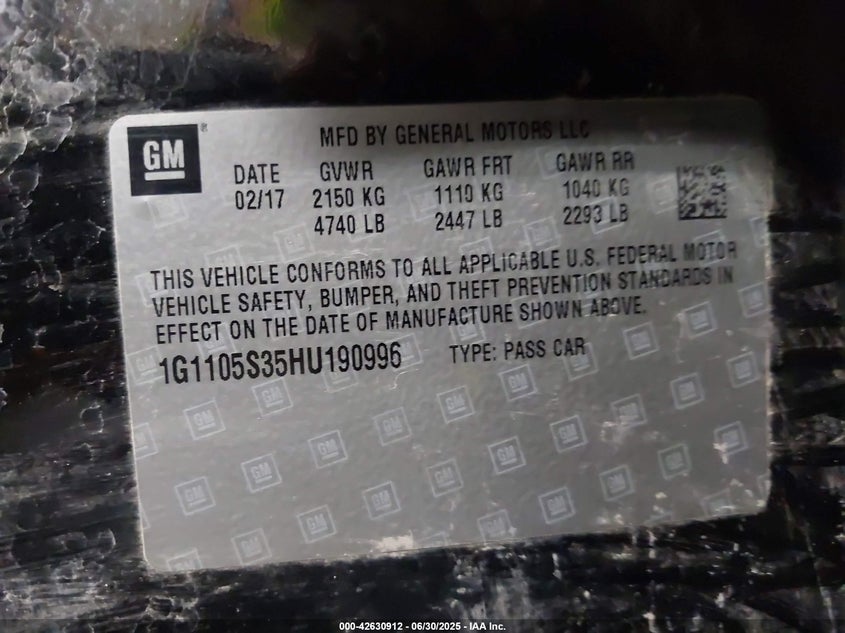 GM ®
MFD BY GENERAL MOTORS LLC
DATE GVWR GAWR FRT GAWR RR
02/17 2150 KG 1110 KG 1040 KG
4740 LB 2447 LB 2293 LB
THIS VEHICLE CONFORMS TO ALL APPLICABLE U.S. FEDERAL MOTOR
VEHICLE SAFETY, BUMPER, AND THEFT PREVENTION STANDARDS IN
EFFECT ON THE DATE OF MANUFACTURE SHOWN ABOVE.
1G1105S35HU190996 TYPE: PASS CAR
000-42630912 - 06/30/2025 - IAA Inc.